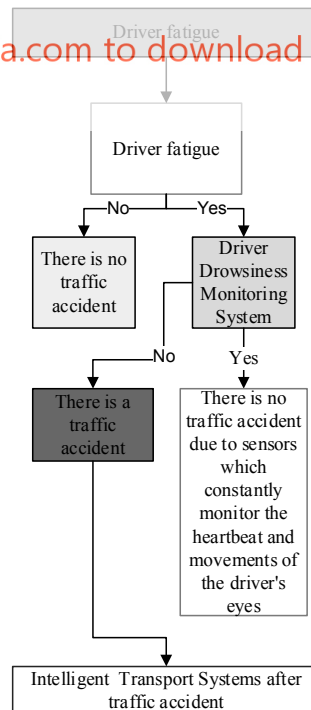 Driver fatigue
a.com to download
Driver fatigue
No
Yes
There is no
traffic
accident
Driver
Drowsiness
Monitoring
System
No
Yes
There is a
traffic
accident
There is no
traffic accident
due to sensors
which
constantly
monitor the
heartbeat and
movements of
the driver's
eyes
Intelligent Transport Systems after
traffic accident